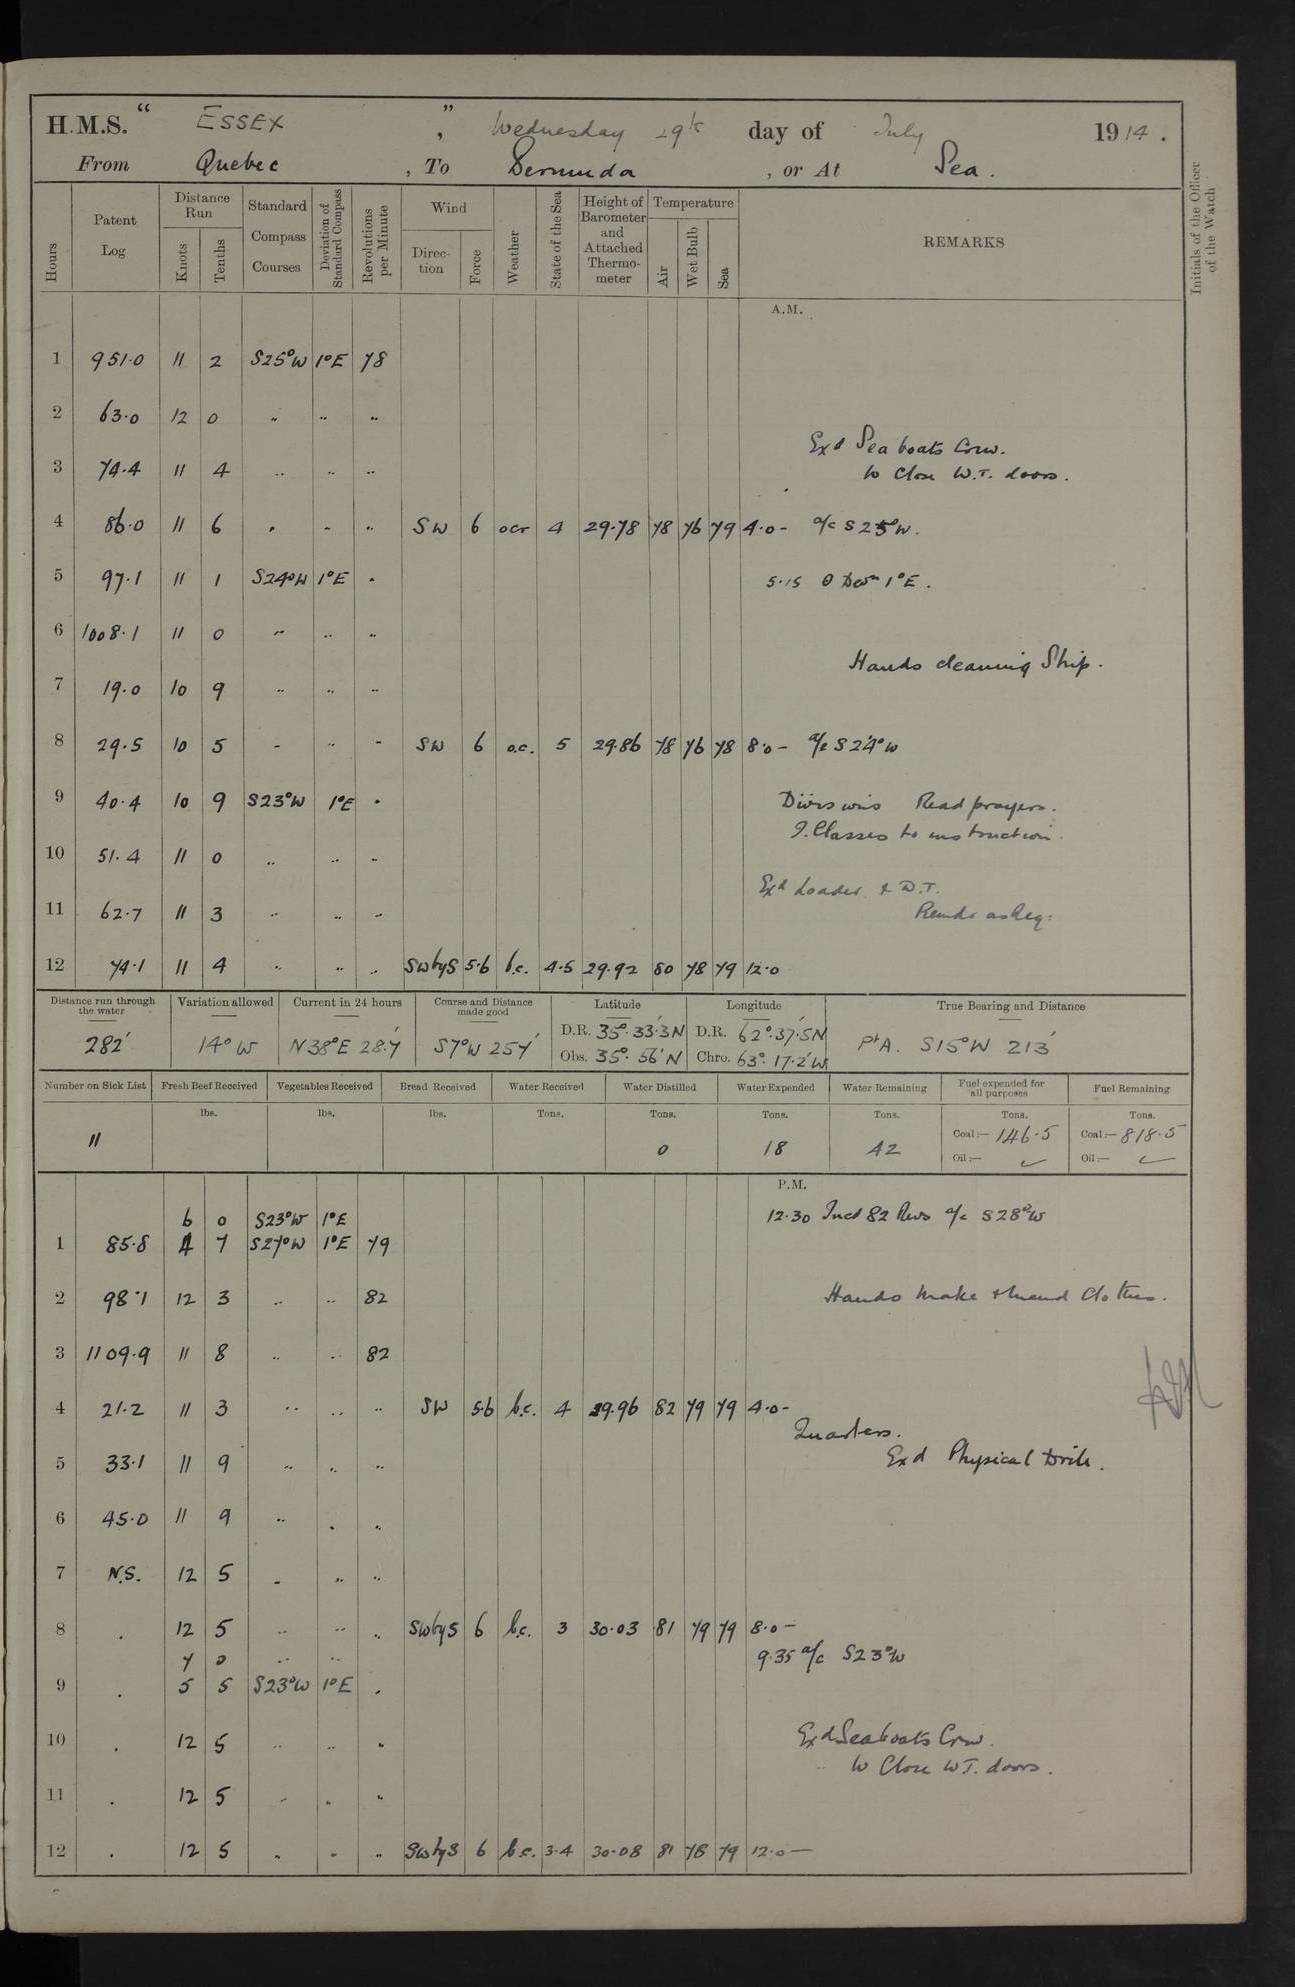 H.M.S. “ ESSEX ” , Wednesday 29th day of July 1914.
From Quebec , To Bermuda , or At Sea.
Hours
Patent Log
Distance Run
Knots
Tenths
Standard Compass Courses
Deviation of Standard Compass
Revolutions per Minute
Wind
Direction
Force
Weather
State of the Sea
Height of Barometer and Attached Thermometer
Temperature
Air
Wet Bulb
Sea
REMARKS
Initials of the Officer of the Watch
A.M.
1 951.0 11 2 S25°W 1°E 78
2 63.0 12 0 " " "
Exd Sea boats Crew.
3 74.4 11 4 " " "
to Close W.T. doors.
4 86.0 11 6 " " " SW 6 ocr 4 29.78 78 76 79 4.0- a/c S25°W.
5 97.1 11 1 S24°W 1°E " 5.15 Devn 1°E.
6 1008.1 11 0 " " "
Hands cleaning Ship.
7 19.0 10 9 " " "
8 29.5 10 5 " " " SW 6 o.c. 5 29.86 78 76 78 8.0- a/c S24°W
9 40.4 10 9 S23°W 1°E " Divisions Read prayers.
Classes to instruction.
10 51.4 11 0 " " "
Exd Loader & D.T.
11 62.7 11 3 " " "
asReq:
12 74.1 11 4 " " " SWbyS 5.6 b.c. 4.5 29.92 80 78 79 12.0
Distance run through the water 282'
Variation allowed 14°W
Current in 24 hours N38°E 28.7'
Course and Distance made good S7°W 257'
Latitude
D.R. 35°.33.3'N
Obs. 35°.56'N
Longitude
D.R. 62°.37.5'N
Chro. 63°.17.2'W
True Bearing and Distance PtA. S15°W 213'
Number on Sick List 11
Fresh Beef Received lbs.
Vegetables Received lbs.
Bread Received lbs.
Water Received Tons.
Water Distilled Tons. 0
Water Expended Tons. 18
Water Remaining Tons. 42
Fuel expended for all purposes Tons.
Coal:— 146.5
Oil:— ✓
Fuel Remaining Tons.
Coal:— 818.5
Oil:— ✓
P.M.
6 0 S23°W 1°E 12.30 Incd 82 Revs a/c S28°W
1 85.8 4 7 S27°W 1°E 79
2 98.1 12 3 " " 82 Hands make & mend Clothes.
3 1109.9 11 8 " " 82
4 21.2 11 3 " " " SW 5.6 b.c. 4 29.96 82 79 79 4.0-
Quarters.
5 33.1 11 9 " " " Exd Physical Drill.
6 45.0 11 9 " " "
7 N.S. 12 5 " " "
8 . 12 5 " " " SWbyS 6 b.c. 3 30.03 81 79 79 8.0-
7 0 " " 9.35 a/c S23°W
9 . 5 5 S23°W 1°E "
10 . 12 5 " " " Exd Seaboats Crew.
to Close W.T. doors.
11 . 12 5 " " "
12 . 12 5 " " " SWbyS 6 b.c. 3.4 30.08 81 78 79 12.0-